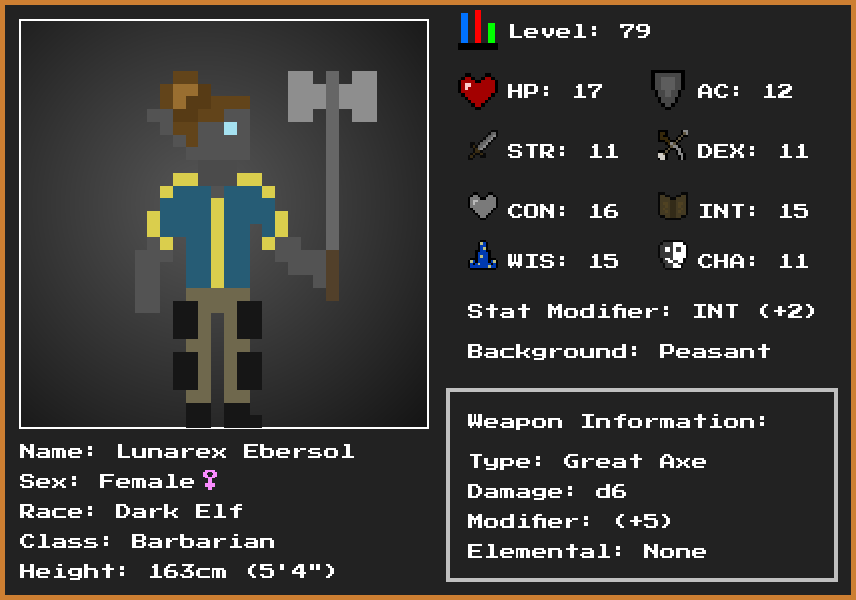 Level: 79
HP: 17
AC: 12
STR: 11
DEX: 11
CON: 16
INT: 15
WIS: 15
CHA: 11
Stat Modifier: INT (+2)
Background: Peasant
Weapon Information:
Type: Great Axe
Damage: d6
Modifier: (+5)
Elemental: None
Name: Lunarex Ebersol
Sex: Female♀
Race: Dark Elf
Class: Barbarian
Height: 163cm (5'4")